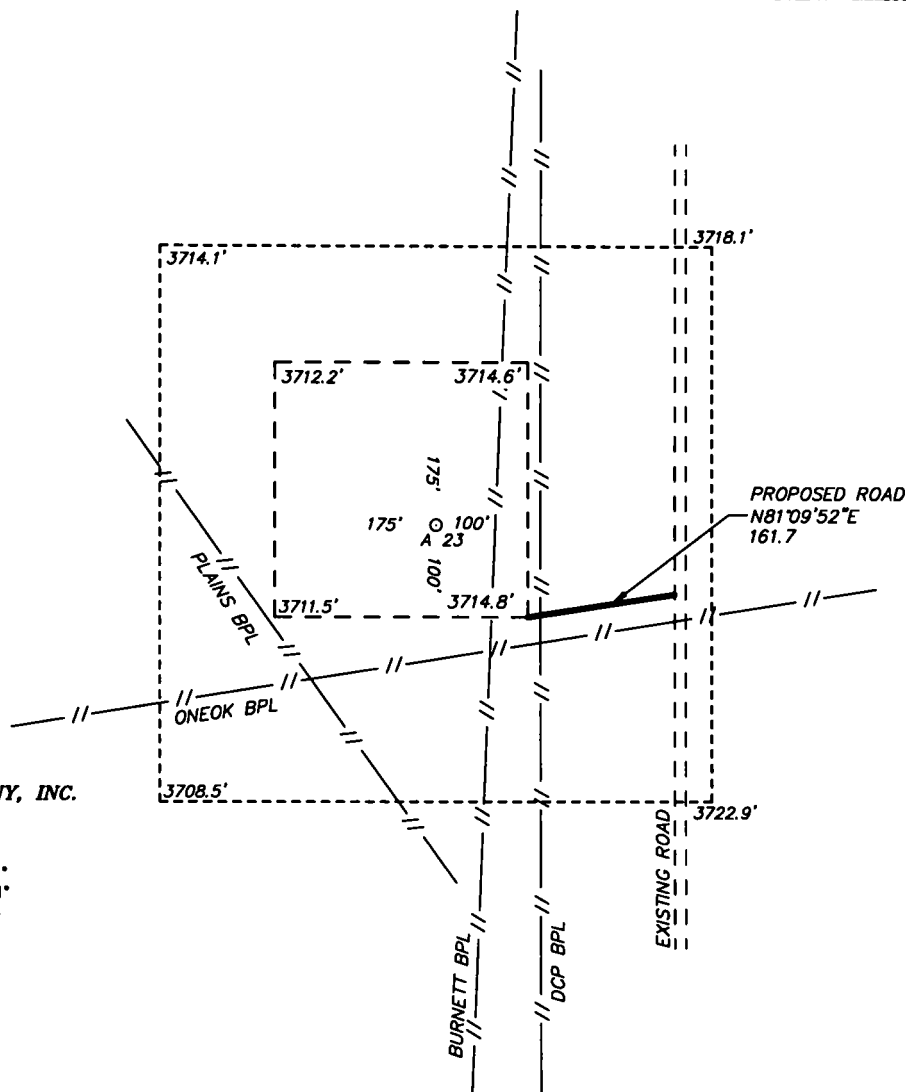 3714.1'
3718.1'
3712.2'
3714.6'
175'
175'
100'
A 23
100'
PROPOSED ROAD
N81°09'52"E
161.7
PLAINS BPL
3711.5'
3714.8'
ONEOK BPL
NY, INC.
3708.5'
3722.9'
EXISTING ROAD
BURNETT BPL
DCP BPL